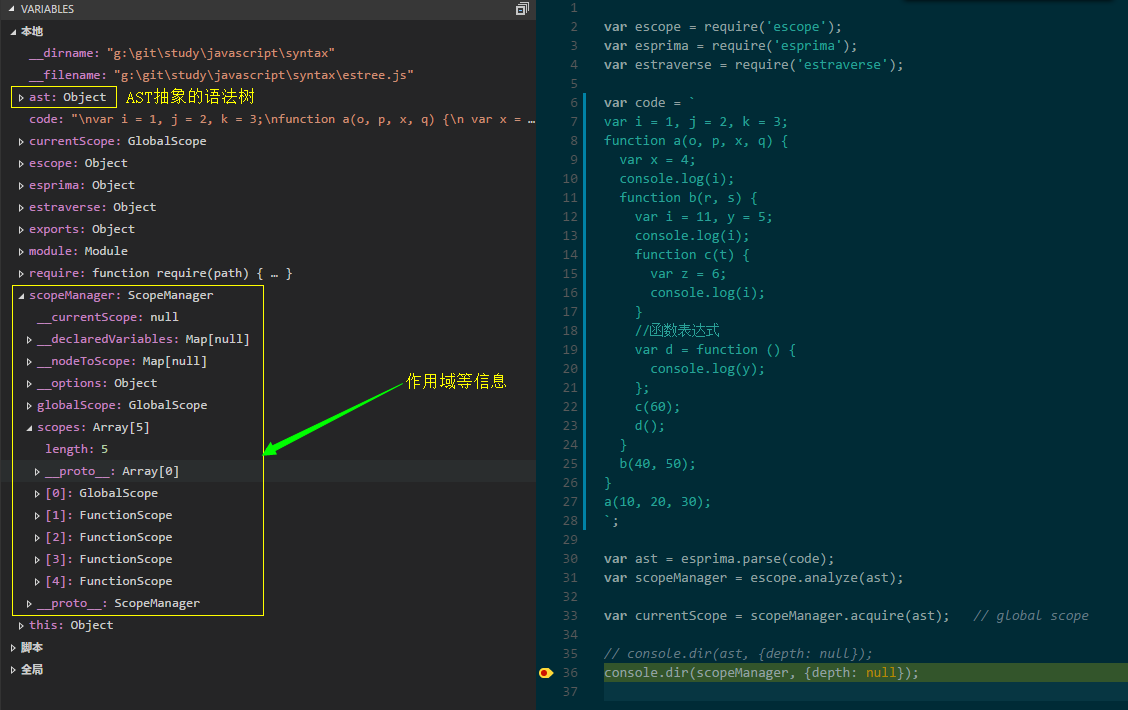 VARIABLES
本地
__dirname: "g:\git\study\javascript\syntax"
__filename: "g:\git\study\javascript\syntax\estree.js"
ast: Object
AST抽象的语法树
code: "\nvar i = 1, j = 2, k = 3;\nfunction a(o, p, x, q) {\n var x = …
currentScope: GlobalScope
escope: Object
esprima: Object
estraverse: Object
exports: Object
module: Module
require: function require(path) { … }
scopeManager: ScopeManager
__currentScope: null
__declaredVariables: Map[null]
__nodeToScope: Map[null]
__options: Object
globalScope: GlobalScope
scopes: Array[5]
length: 5
__proto__: Array[0]
[0]: GlobalScope
[1]: FunctionScope
[2]: FunctionScope
[3]: FunctionScope
[4]: FunctionScope
__proto__: ScopeManager
this: Object
脚本
全局
作用域等信息
1
2 var escope = require('escope');
3 var esprima = require('esprima');
4 var estraverse = require('estraverse');
5
6 var code = `
7 var i = 1, j = 2, k = 3;
8 function a(o, p, x, q) {
9 var x = 4;
10 console.log(i);
11 function b(r, s) {
12 var i = 11, y = 5;
13 console.log(i);
14 function c(t) {
15 var z = 6;
16 console.log(i);
17 }
18 //函数表达式
19 var d = function () {
20 console.log(y);
21 };
22 c(60);
23 d();
24 }
25 b(40, 50);
26 }
27 a(10, 20, 30);
28 `;
29
30 var ast = esprima.parse(code);
31 var scopeManager = escope.analyze(ast);
32
33 var currentScope = scopeManager.acquire(ast);   // global scope
34
35 // console.dir(ast, {depth: null});
36 console.dir(scopeManager, {depth: null});
37